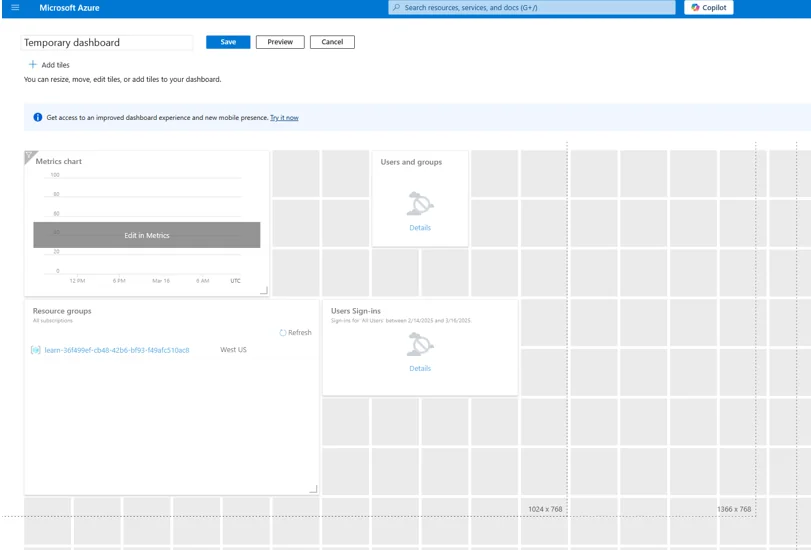 Microsoft Azure
Search resources, services, and docs (G+/)
Copilot
Temporary dashboard
Save
Preview
Cancel
Add tiles
You can resize, move, edit tiles, or add tiles to your dashboard.
Get access to an improved dashboard experience and new mobile presence. Try it now
Metrics chart
100
80
60
Edit in Metrics
20
0
12 PM 6 PM Mar 16 6 AM UTC
Users and groups
Details
Resource groups
All subscriptions
Refresh
learn-36f499ef-cb48-42b6-bf93-f49afc510ac8 West US
Users Sign-ins
Sign-ins for 'All Users' between 2/14/2025 and 3/16/2025.
Details
1024 x 768
1366 x 768